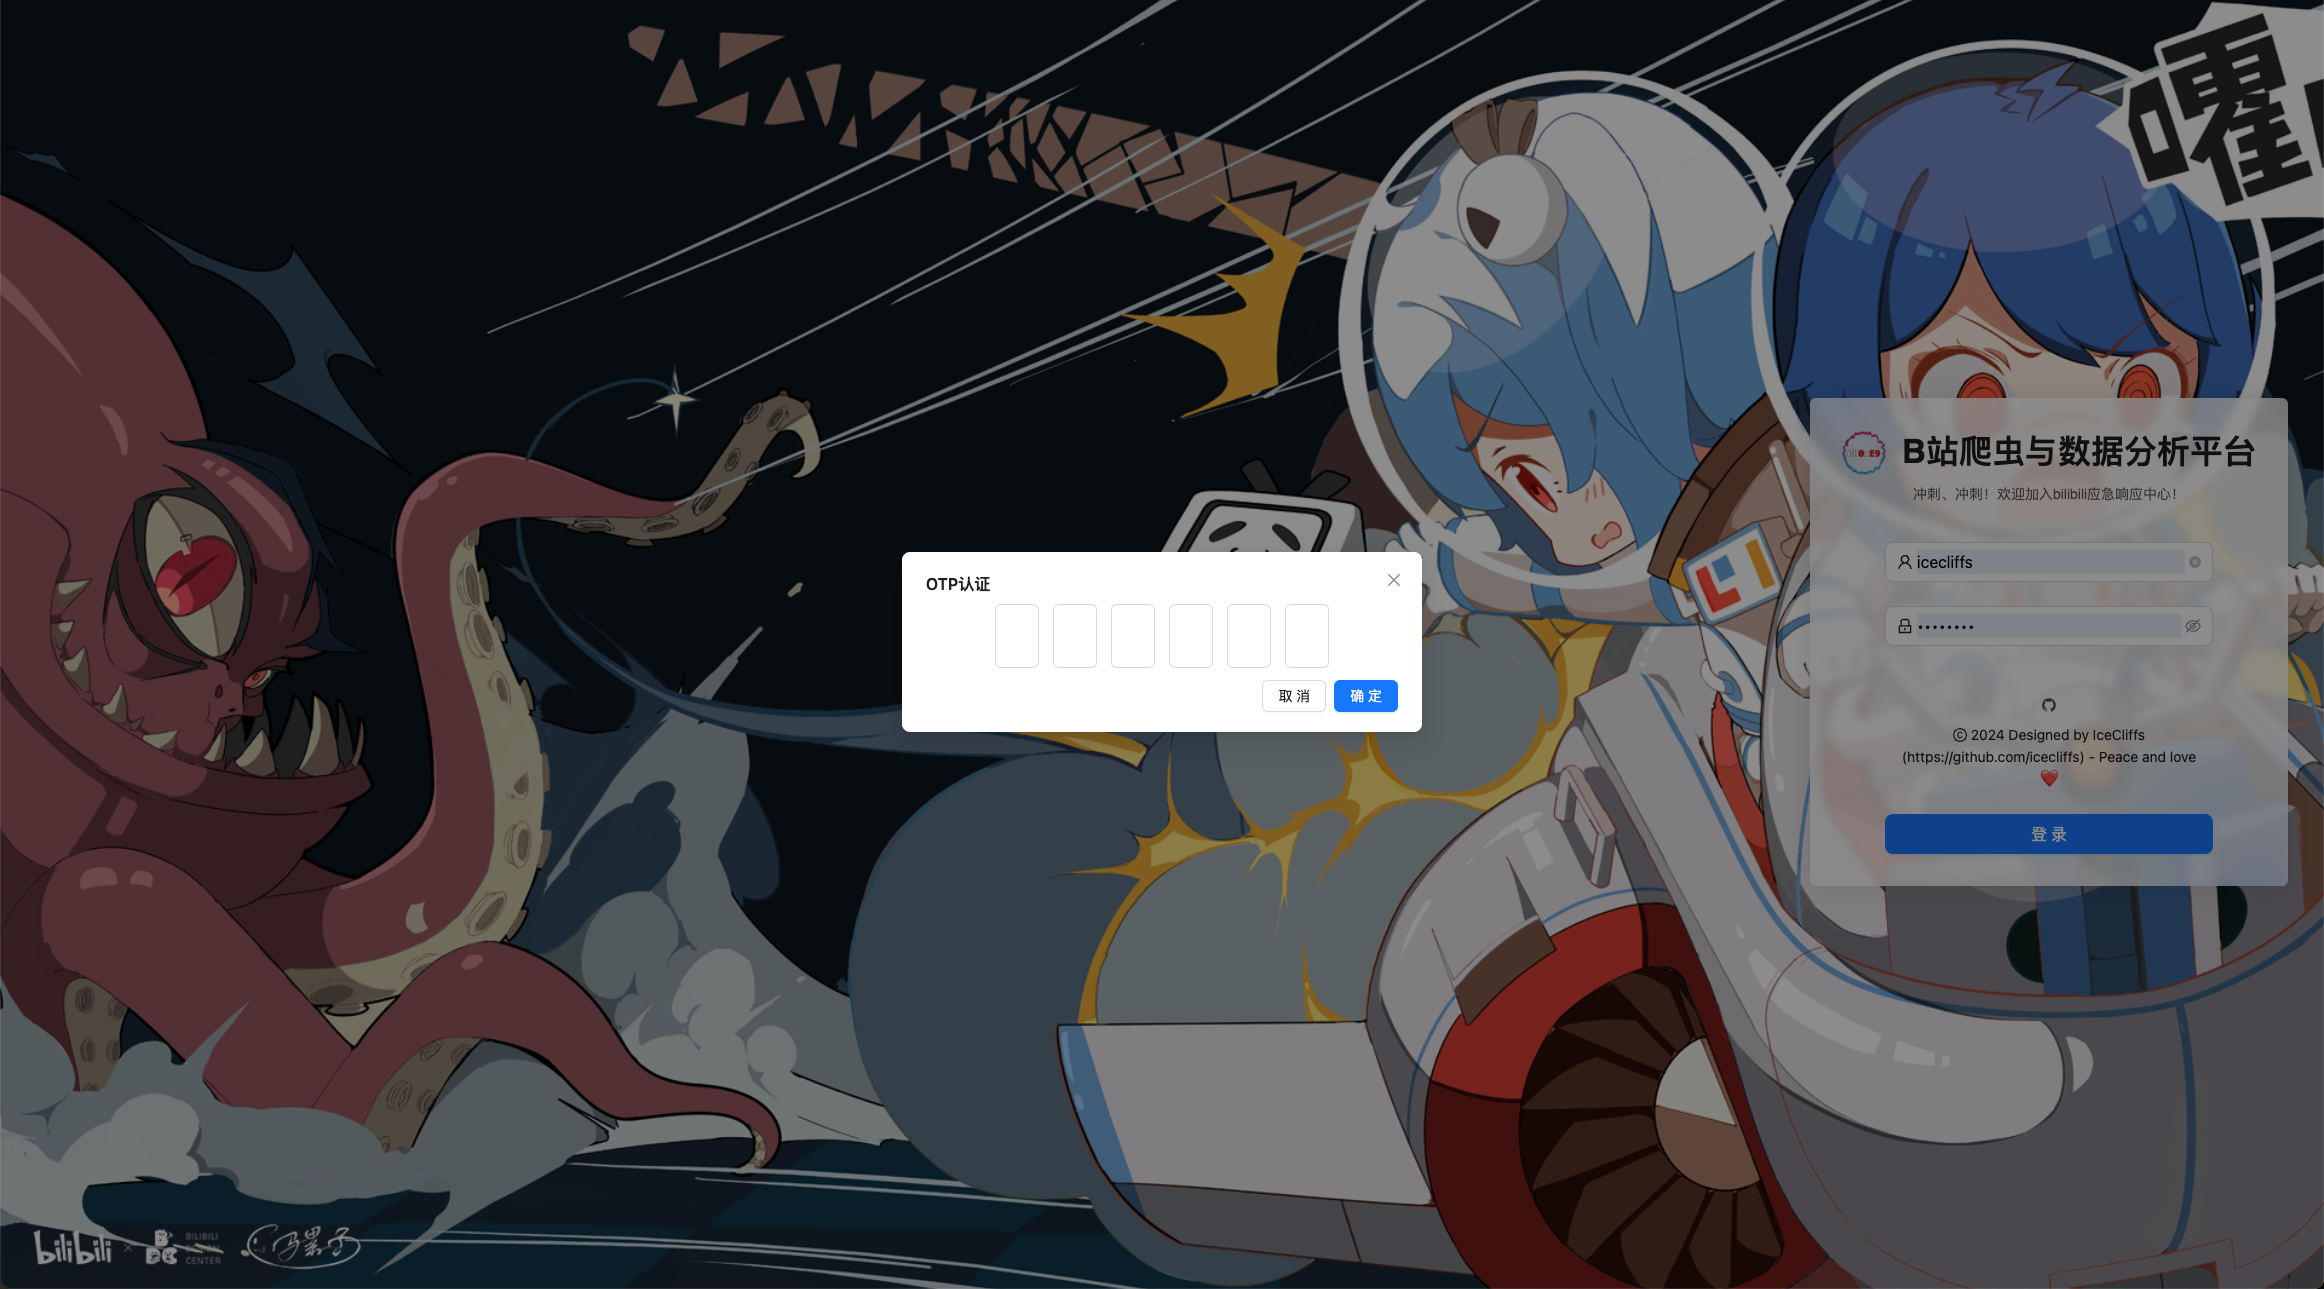 嚯
B站爬虫与数据分析平台
冲刺、冲刺！欢迎加入bilibili应急响应中心！
icecliffs
OTP认证
取 消
确 定
© 2024 Designed by IceCliffs
(https://github.com/icecliffs) - Peace and love
❤️
登 录
bilibili
×
BILIBILI
CENTER